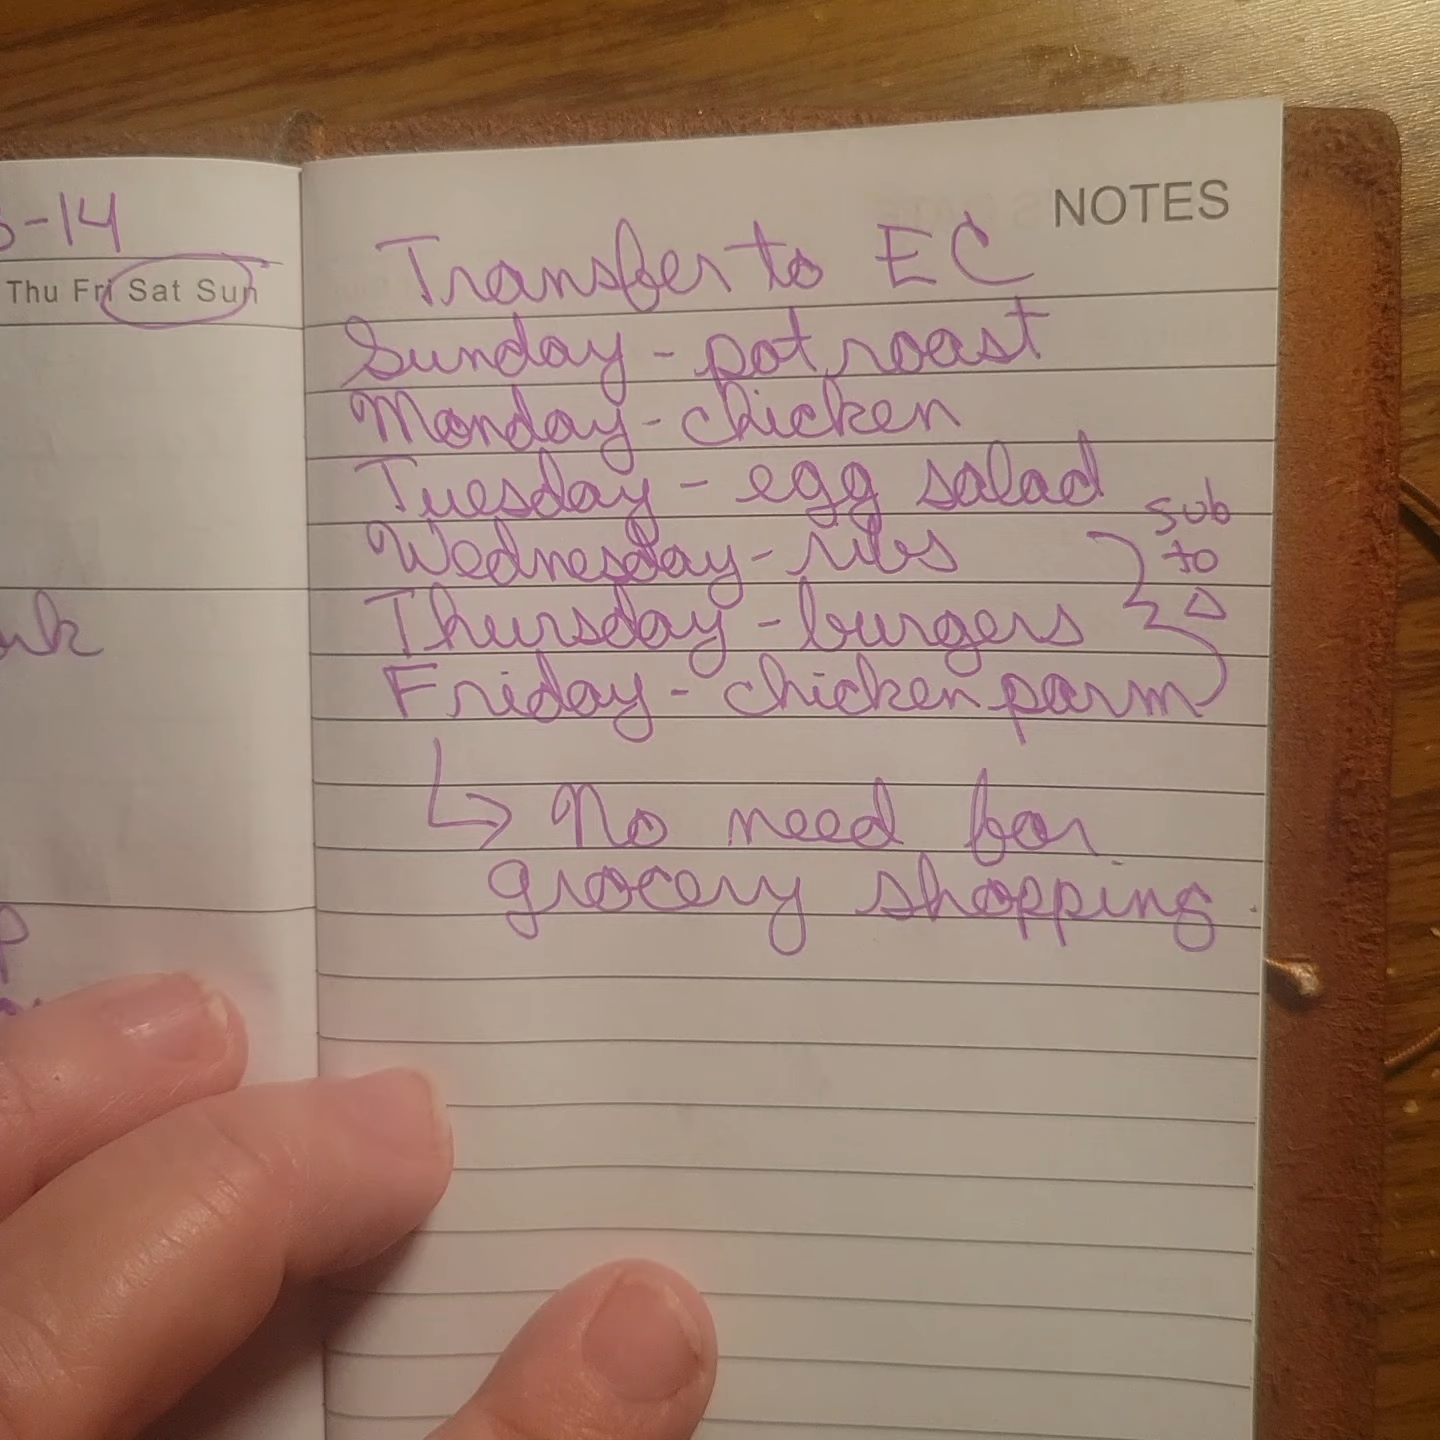 -14
Thu Fri Sat Sun
NOTES
Transfer to EC
Sunday - pot roast
Monday - chicken
Tuesday - egg salad
Wednesday - ribs
Thursday - burgers
Friday - chicken parm
sub
to
Δ
↳ No need for
grocery shopping